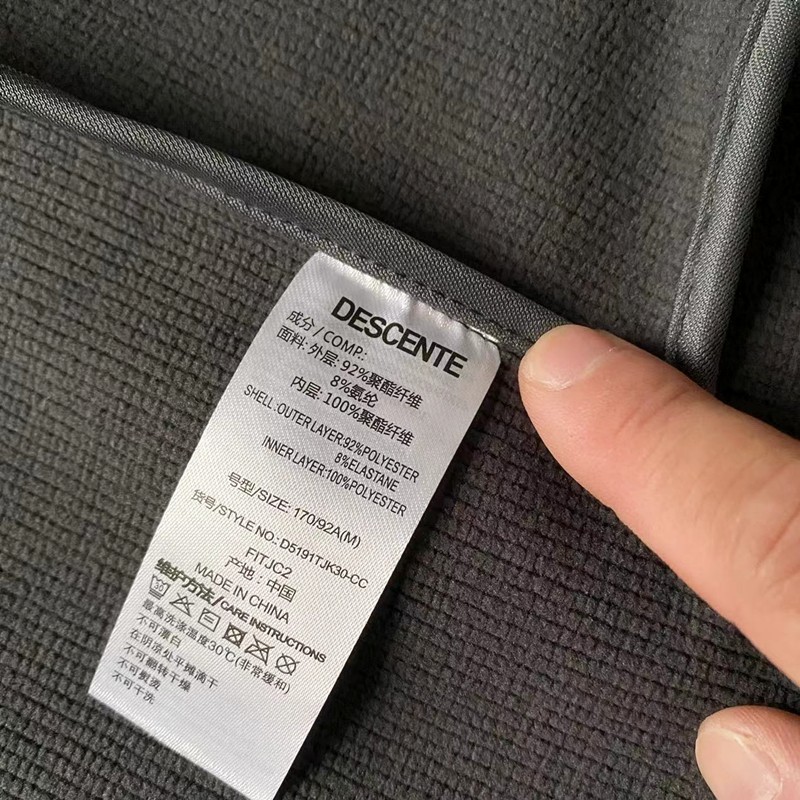 DESCENTE
成分/COMP.:
面料: 外层: 92%聚酯纤维
8%氨纶
内层: 100%聚酯纤维
SHELL:OUTER LAYER:92%POLYESTER
8%ELASTANE
INNER LAYER:100%POLYESTER
号型/SIZE: 170/92A(M)
货号/STYLE NO.: D5191TJK30-CC
FIT:JC2
产地: 中国
MADE IN CHINA
维护方法/CARE INSTRUCTIONS
30
最高洗涤温度30℃(非常缓和)
不可漂白
在阴凉处平摊滴干
不可翻转干燥
不可熨烫
不可干洗